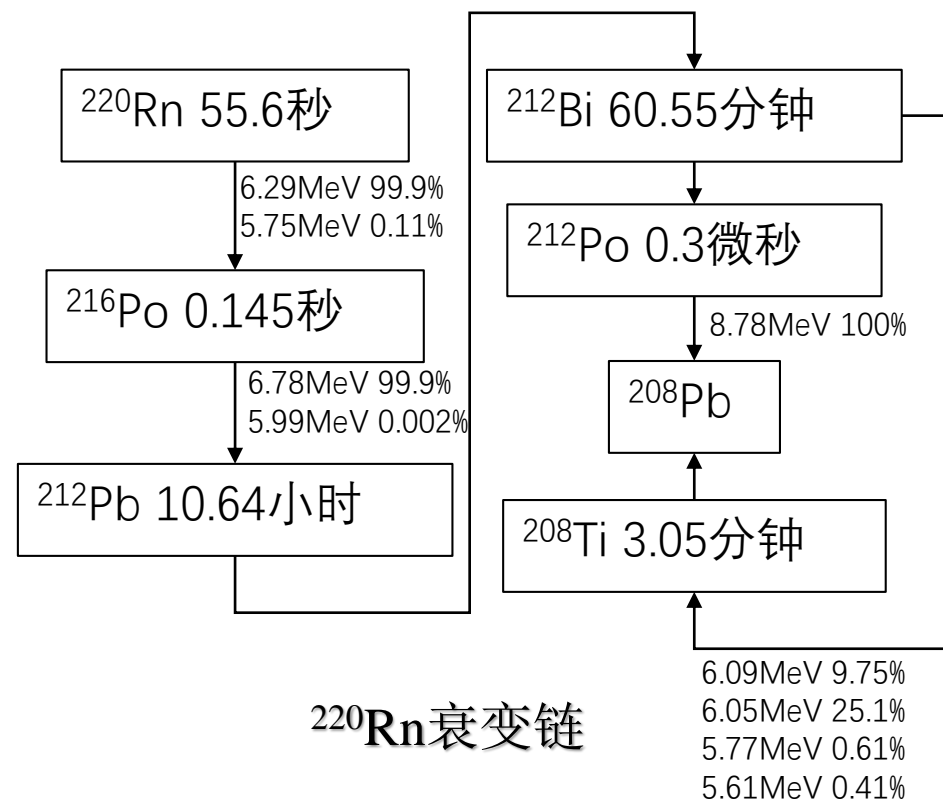 ²²⁰Rn 55.6秒
6.29MeV 99.9%
5.75MeV 0.11%
²¹⁶Po 0.145秒
6.78MeV 99.9%
5.99MeV 0.002%
²¹²Pb 10.64小时
²¹²Bi 60.55分钟
²¹²Po 0.3微秒
8.78MeV 100%
²⁰⁸Pb
²⁰⁸Ti 3.05分钟
6.09MeV 9.75%
6.05MeV 25.1%
5.77MeV 0.61%
5.61MeV 0.41%
²²⁰Rn衰变链